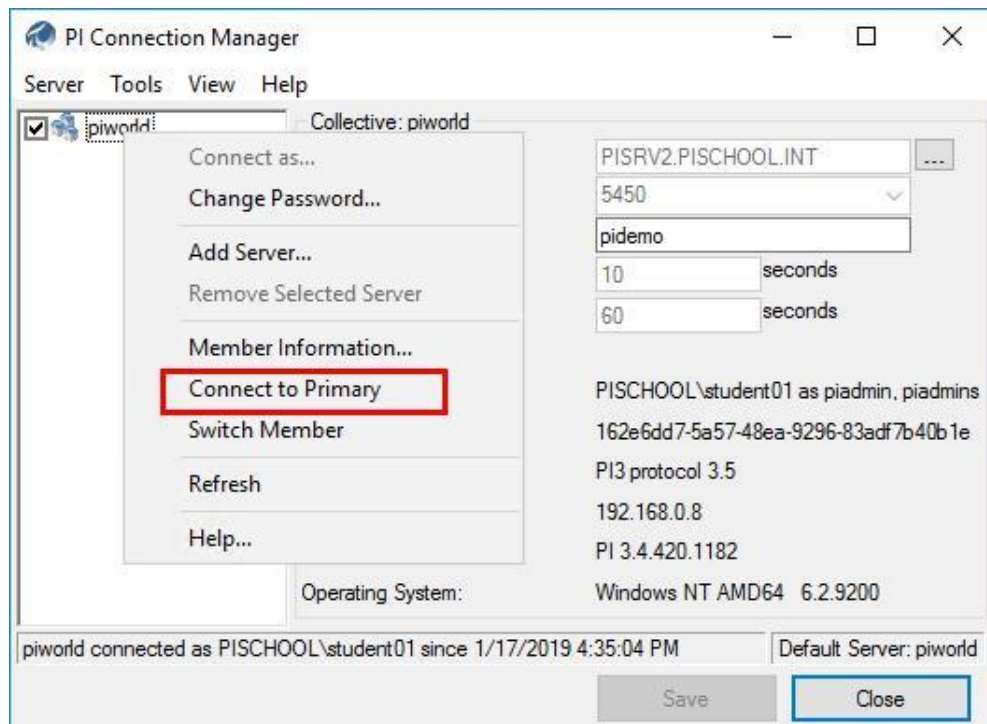 PI Connection Manager
Server Tools View Help
piworld
Collective: piworld
Connect as...
Change Password...
Add Server...
Remove Selected Server
Member Information...
Connect to Primary
Switch Member
Refresh
Help...
PISRV2.PISCHOOL.INT ...
5450
pidemo
10 seconds
60 seconds
PISCHOOL\student01 as piadmin, piadmins
162e6dd7-5a57-48ea-9296-83adf7b40b1e
PI3 protocol 3.5
192.168.0.8
PI 3.4.420.1182
Operating System: Windows NT AMD64 6.2.9200
piworld connected as PISCHOOL\student01 since 1/17/2019 4:35:04 PM
Default Server: piworld
Save Close